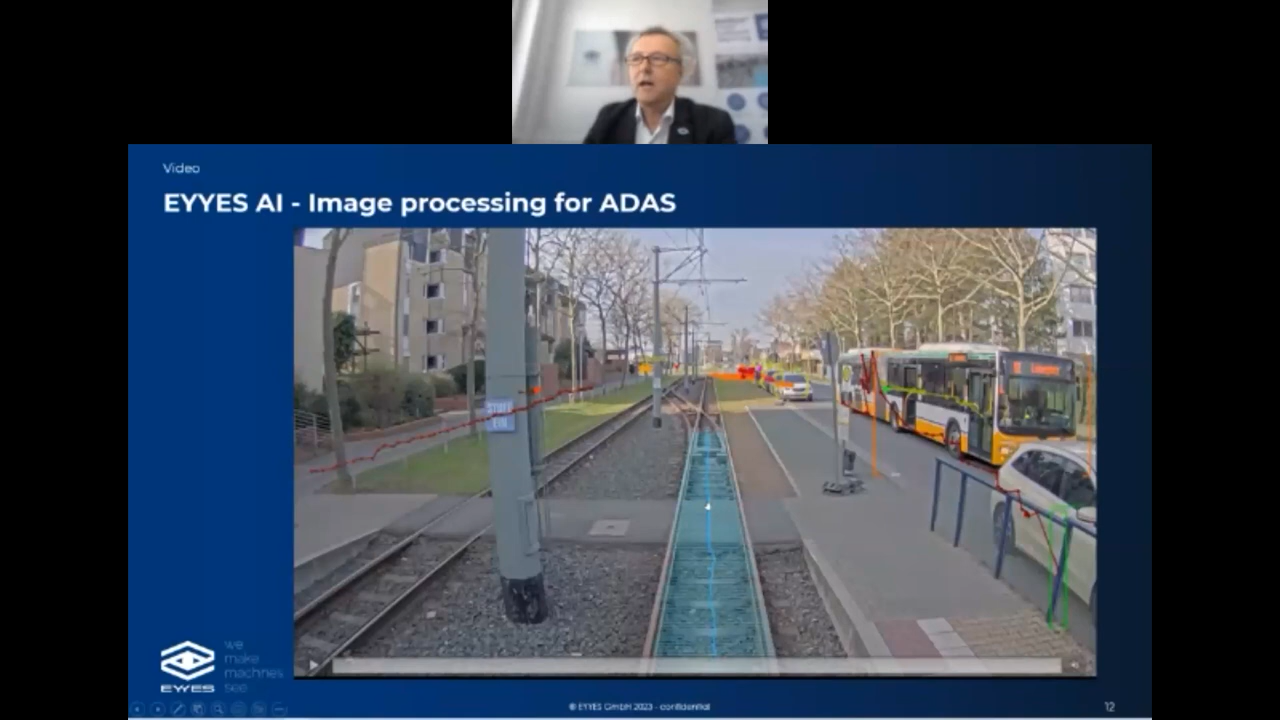 Video
EYYES AI - Image processing for ADAS
we
make
machines
see
EYYES
© EYYES GmbH 2023 - confidential
12